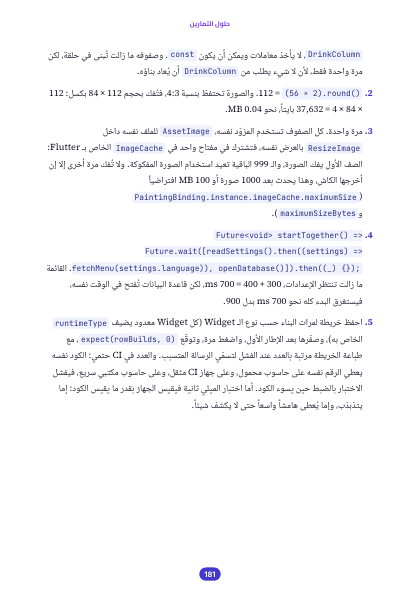 حلول التمارين
DrinkColumn، لا يأخذ معاملات ويمكن أن يكون const. وصفوفه ما زالت تُبنى في حلقة، لكن
مرة واحدة فقط، لأن لا شيء يطلب من DrinkColumn أن يُعاد بناؤه.
2. (56 × 2).round() = 112. والصورة تحتفظ بنسبة 4:3، فتُفك بحجم 112 × 84 بكسل: 112
× 84 × 4 = 37,632 بايتاً، نحو 0.04 MB.
3. مرة واحدة. كل الصفوف تستخدم المزوّد نفسه، AssetImage للملف نفسه داخل
ResizeImage بالعرض نفسه، فتشترك في مفتاح واحد في ImageCache الخاص بـ Flutter:
الصف الأول يفك الصورة، والـ 999 الباقية تعيد استخدام الصورة المفكوكة. ولا تُفك مرة أخرى إلا إن
أخرجها الكاش، وهذا يحدث بعد 1000 صورة أو 100 MB افتراضياً
(PaintingBinding.instance.imageCache.maximumSize
و maximumSizeBytes).
4. Future<void> startTogether() =>
Future.wait([readSettings().then((settings) =>
fetchMenu(settings.language)), openDatabase()]).then((_) {});. القائمة
ما زالت تنتظر الإعدادات، 300 + 400 = 700 ms، لكن قاعدة البيانات تُفتح في الوقت نفسه،
فيستغرق البدء كله نحو 700 ms بدل 900.
5. احفظ خريطة لمرات البناء حسب نوع الـ Widget (كل Widget معدود يضيف runtimeType
الخاص به)، وصفّرها بعد الإطار الأول، واضغط مرة، وتوقّع expect(rowBuilds, 0)، مع
طباعة الخريطة مرتبة بالعدد عند الفشل لتسمّي الرسالة المتسبب. والعدد في CI حتمي: الكود نفسه
يعطي الرقم نفسه على حاسوب محمول، وعلى جهاز CI مثقل، وعلى حاسوب مكتبي سريع، فيفشل
الاختبار بالضبط حين يسوء الكود. أما اختبار الميلي ثانية فيقيس الجهاز بقدر ما يقيس الكود: إما
يتذبذب، وإما يُعطى هامشاً واسعاً حتى لا يكشف شيئاً.
181